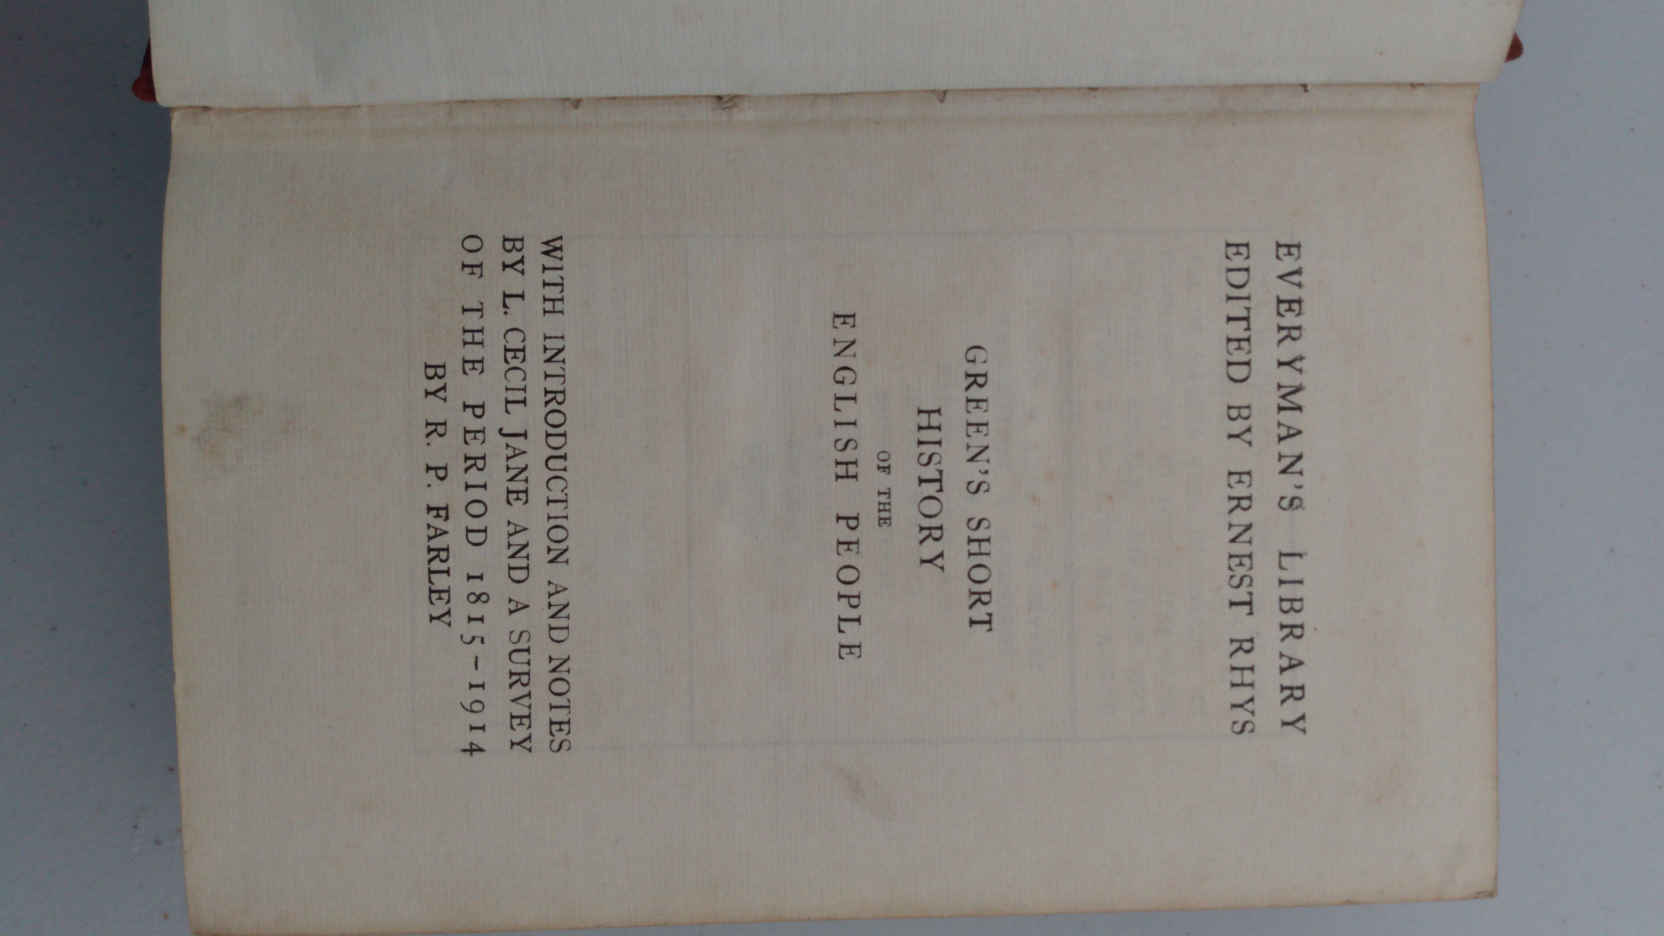 EVERYMAN'S LIBRARY
EDITED BY ERNEST RHYS
GREEN'S SHORT
HISTORY
OF THE
ENGLISH PEOPLE
WITH INTRODUCTION AND NOTES
BY L. CECIL JANE AND A SURVEY
OF THE PERIOD 1815-1914
BY R. P. FARLEY